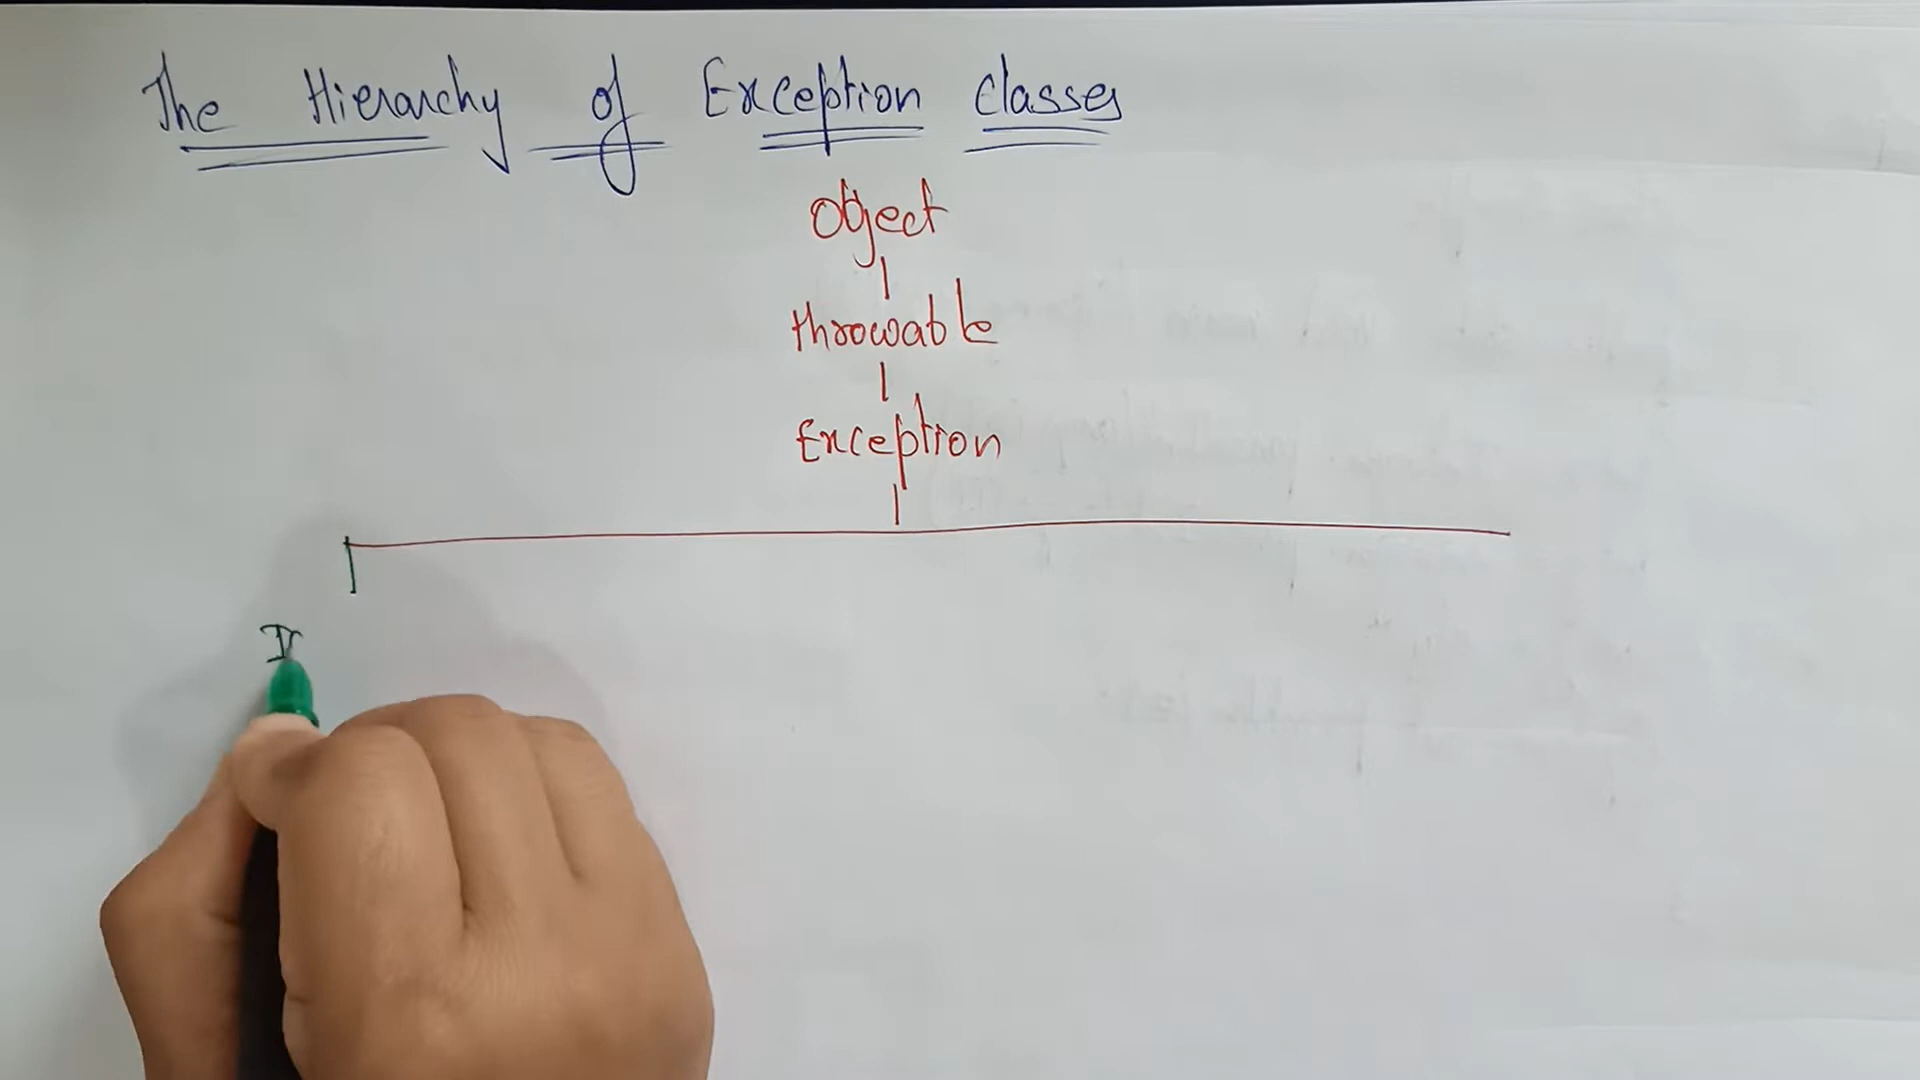 The Hierarchy of Exception classes
Object
throwable
Exception